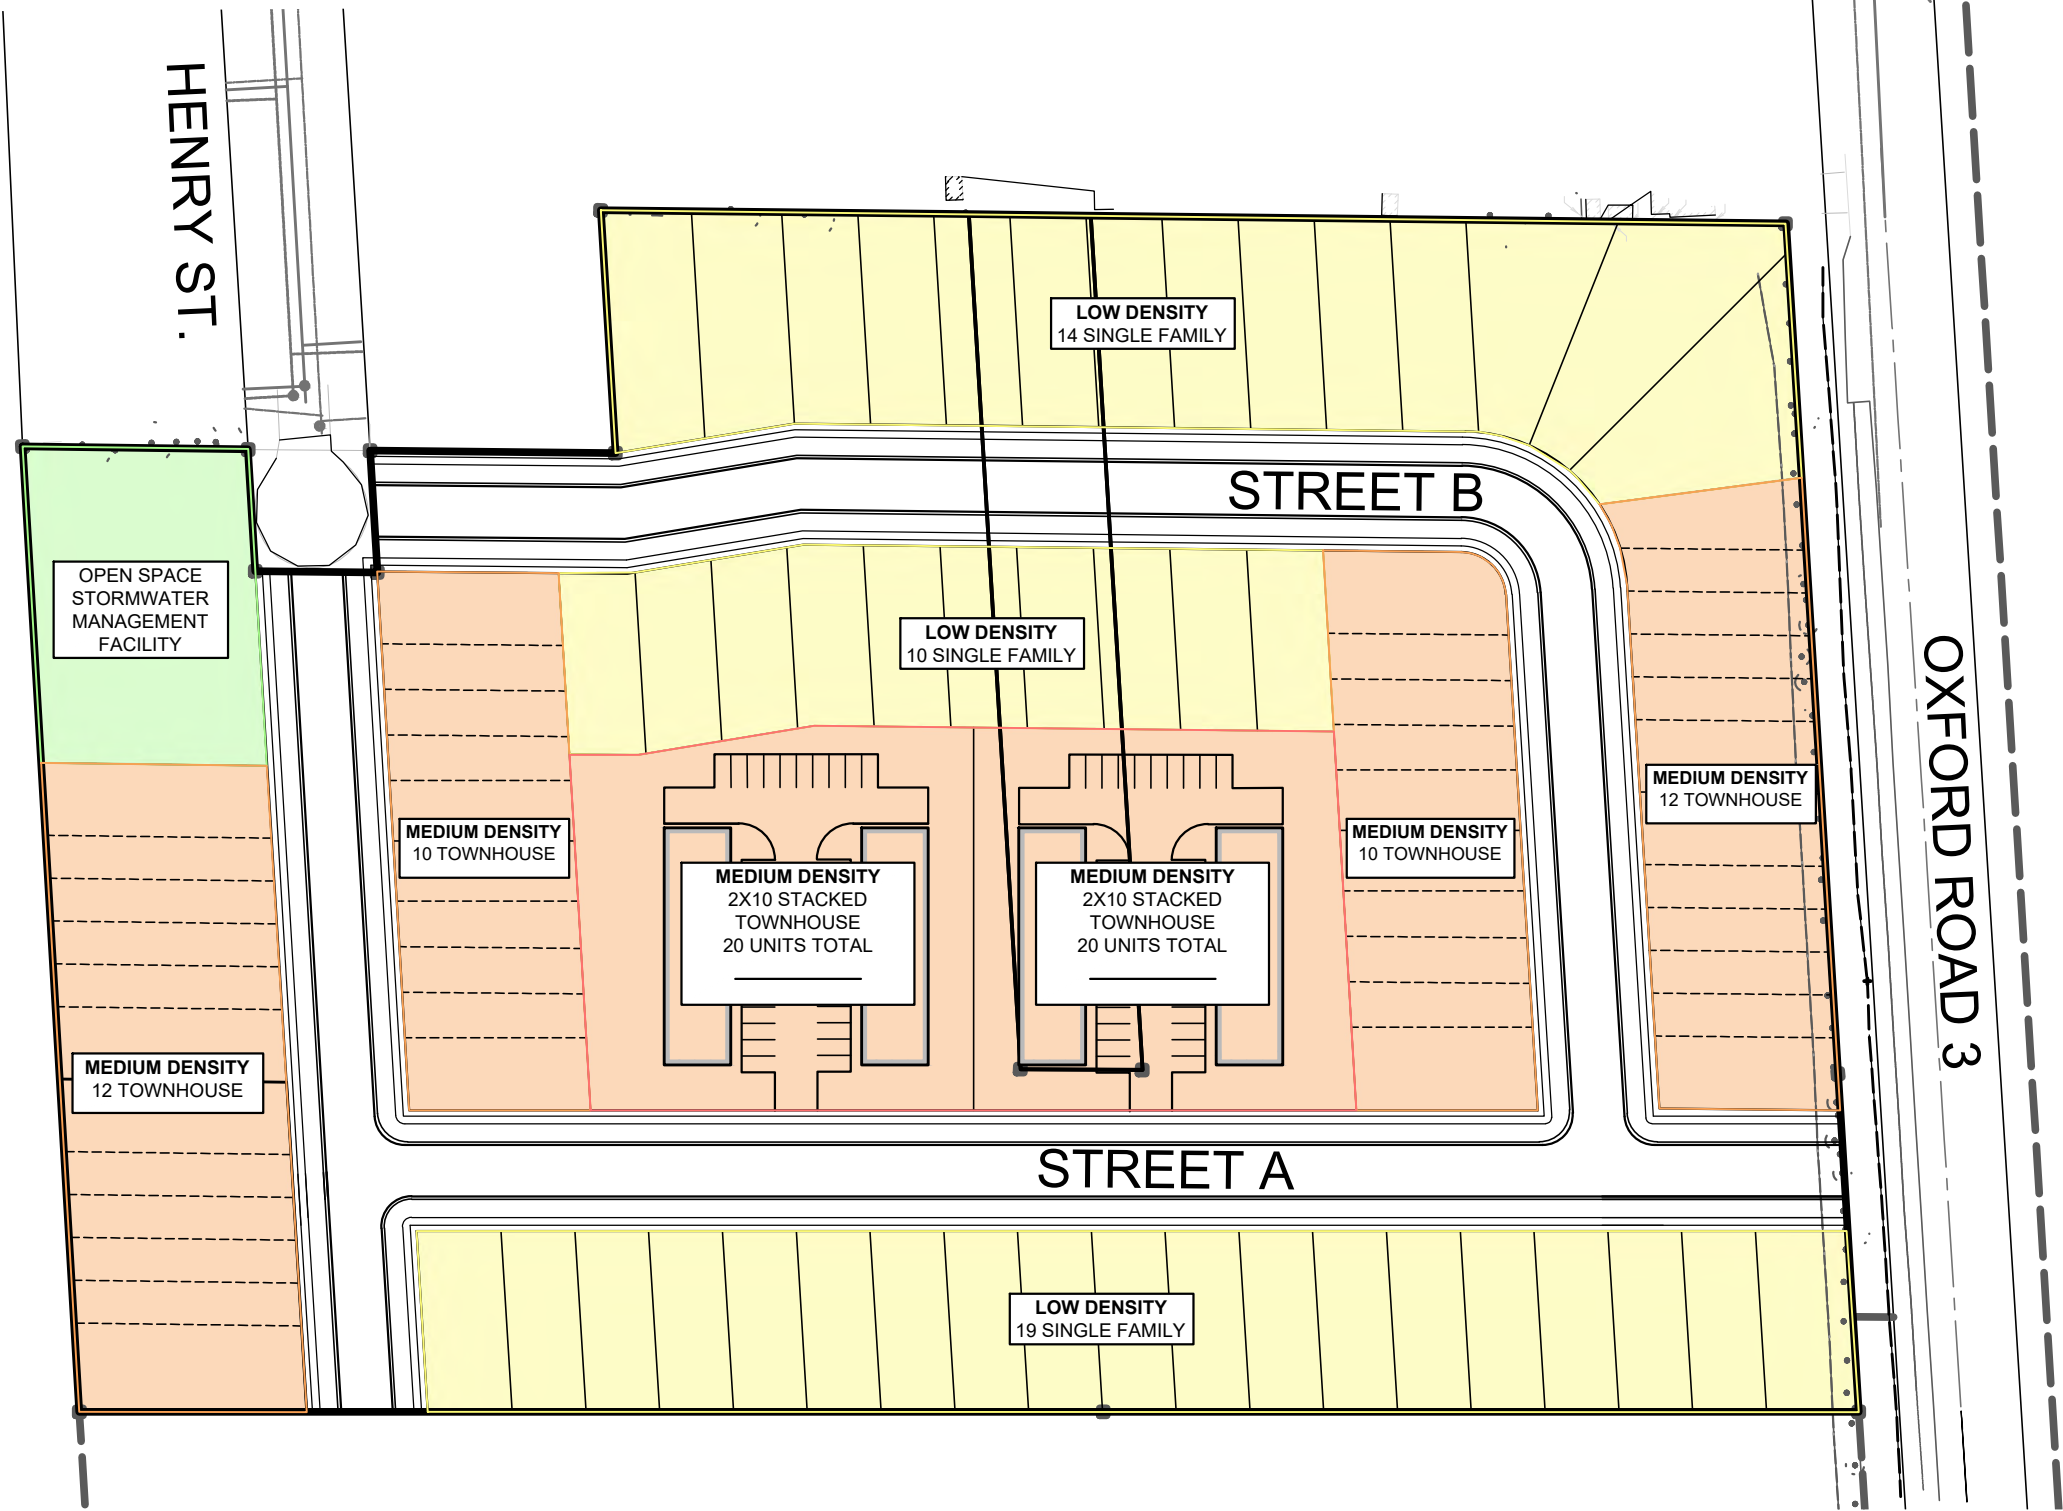 HENRY ST.
LOW DENSITY
14 SINGLE FAMILY
STREET B
OPEN SPACE
STORMWATER
MANAGEMENT
FACILITY
LOW DENSITY
10 SINGLE FAMILY
OXFORD ROAD 3
MEDIUM DENSITY
12 TOWNHOUSE
MEDIUM DENSITY
10 TOWNHOUSE
MEDIUM DENSITY
2X10 STACKED
TOWNHOUSE
20 UNITS TOTAL
MEDIUM DENSITY
2X10 STACKED
TOWNHOUSE
20 UNITS TOTAL
MEDIUM DENSITY
10 TOWNHOUSE
MEDIUM DENSITY
12 TOWNHOUSE
STREET A
LOW DENSITY
19 SINGLE FAMILY